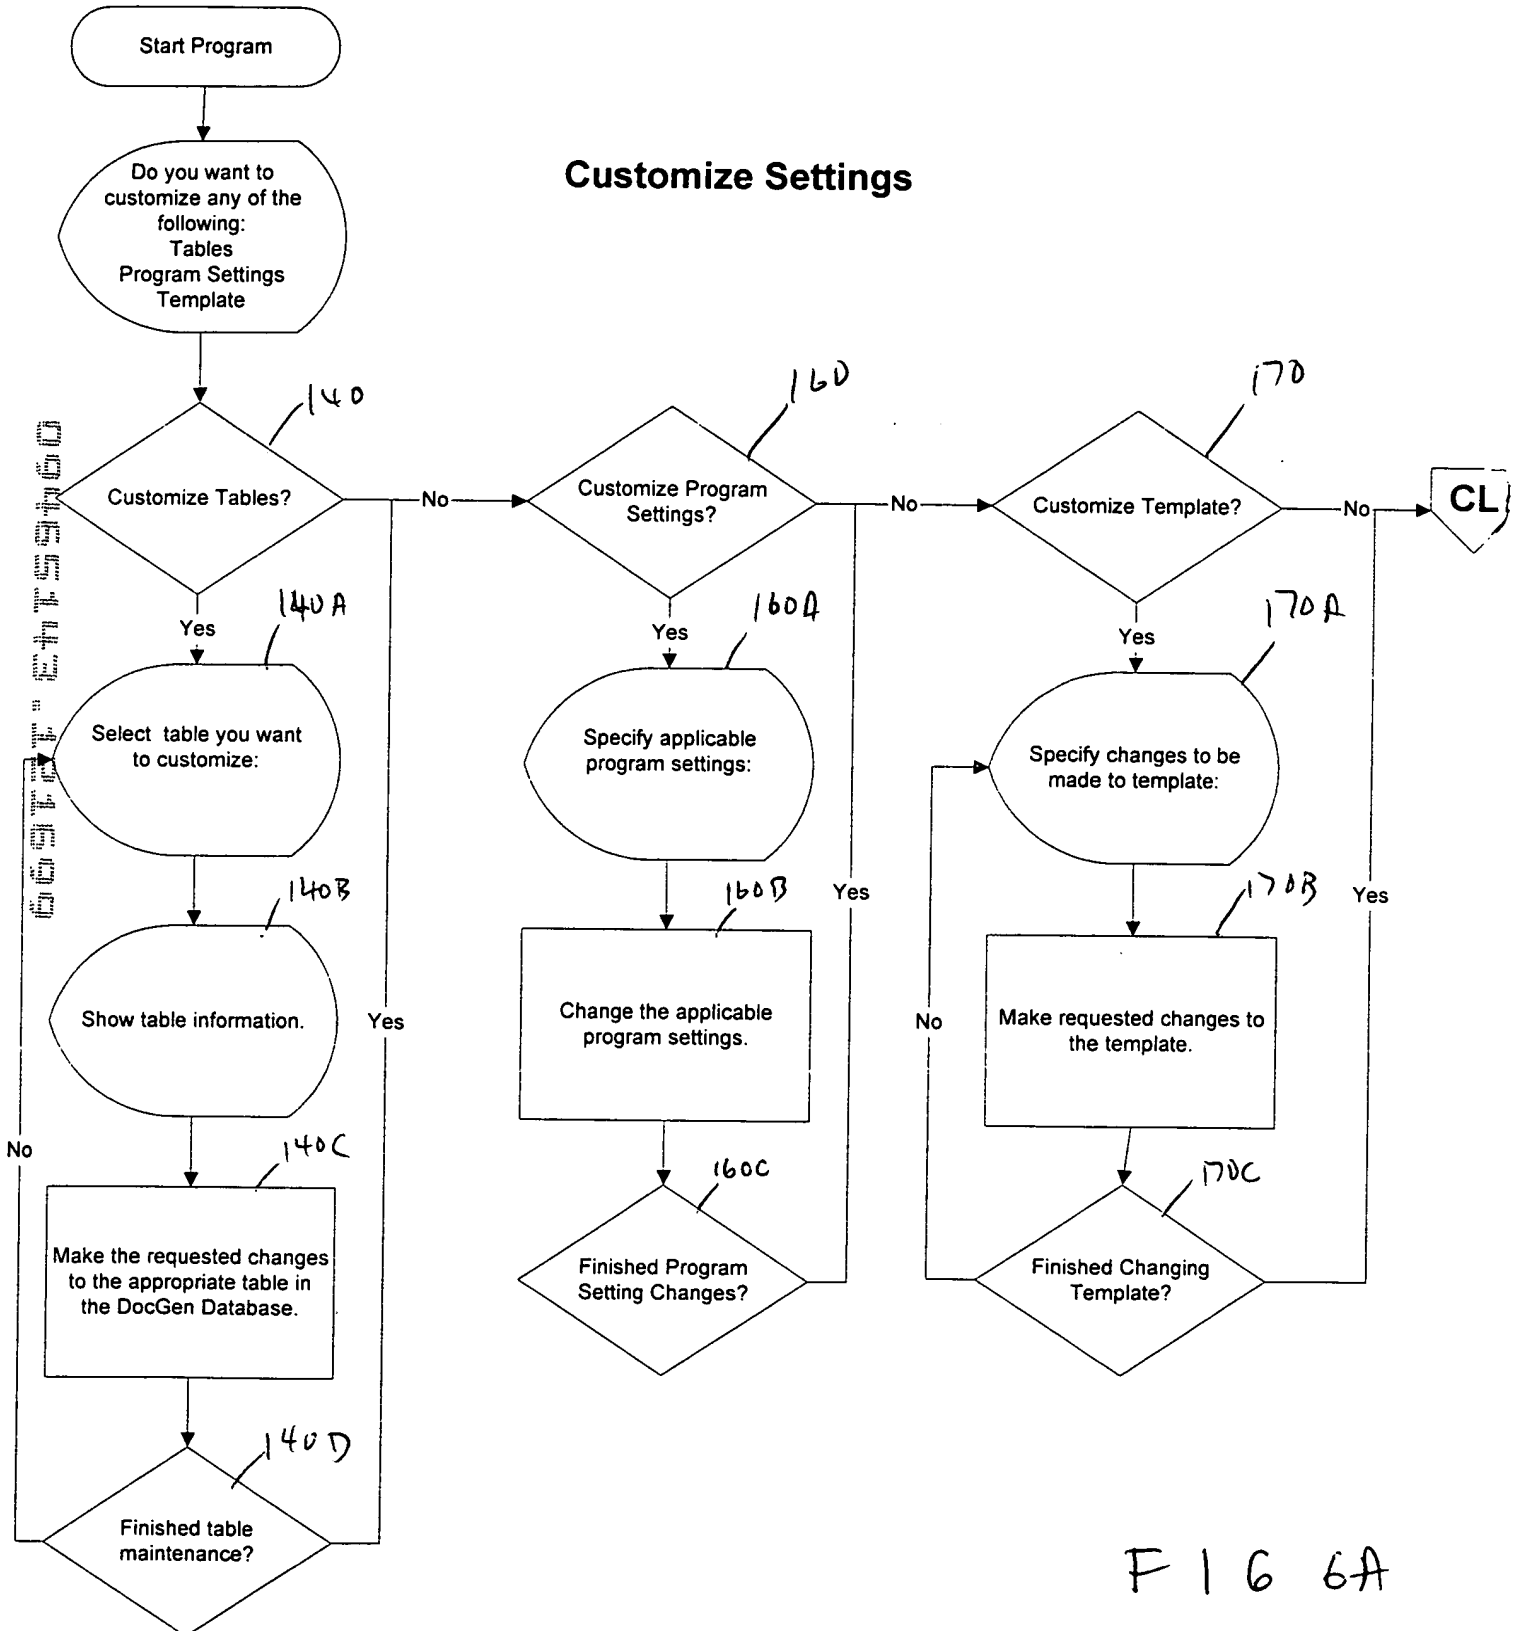 Start Program
Do you want to
customize any of the
following:
Tables
Program Settings
Template
Customize Settings
140
160
170
Customize Tables?
No
Customize Program
Settings?
No
Customize Template?
No
CL
Yes
140A
Yes
160A
Yes
170A
Select table you want
to customize:
Specify applicable
program settings:
Specify changes to be
made to template:
140B
160B
Yes
170B
Yes
Show table information.
Yes
Change the applicable
program settings.
No
Make requested changes to
the template.
No
140C
160C
170C
Make the requested changes
to the appropriate table in
the DocGen Database.
Finished Program
Setting Changes?
Finished Changing
Template?
140D
Finished table
maintenance?
FIG 6A
09465143.121699